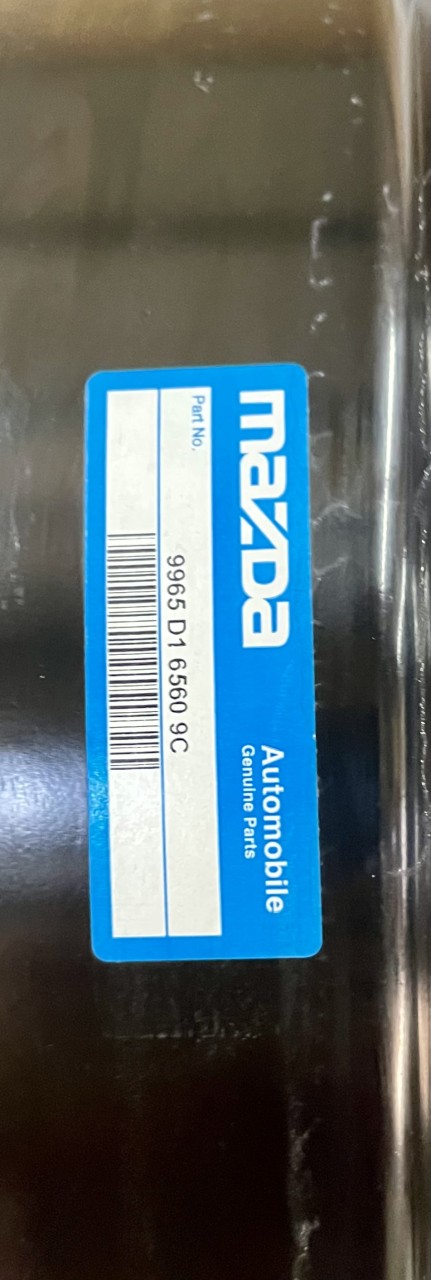 mazDa
Automobile
Genuine Parts
Part No.
9965 D1 6560 9C